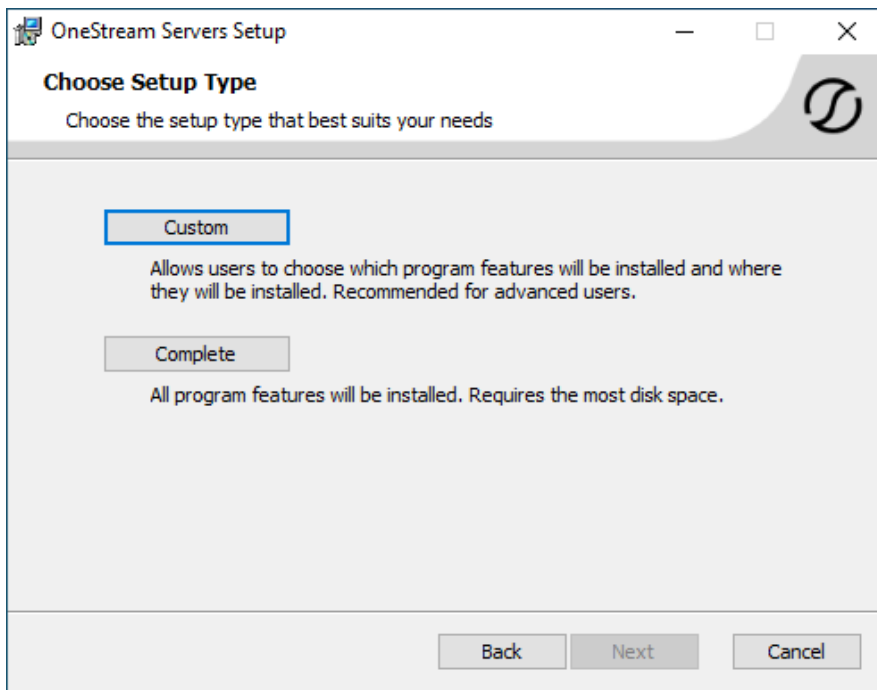 OneStream Servers Setup
Choose Setup Type
Choose the setup type that best suits your needs
Custom
Allows users to choose which program features will be installed and where
they will be installed. Recommended for advanced users.
Complete
All program features will be installed. Requires the most disk space.
Back Next Cancel